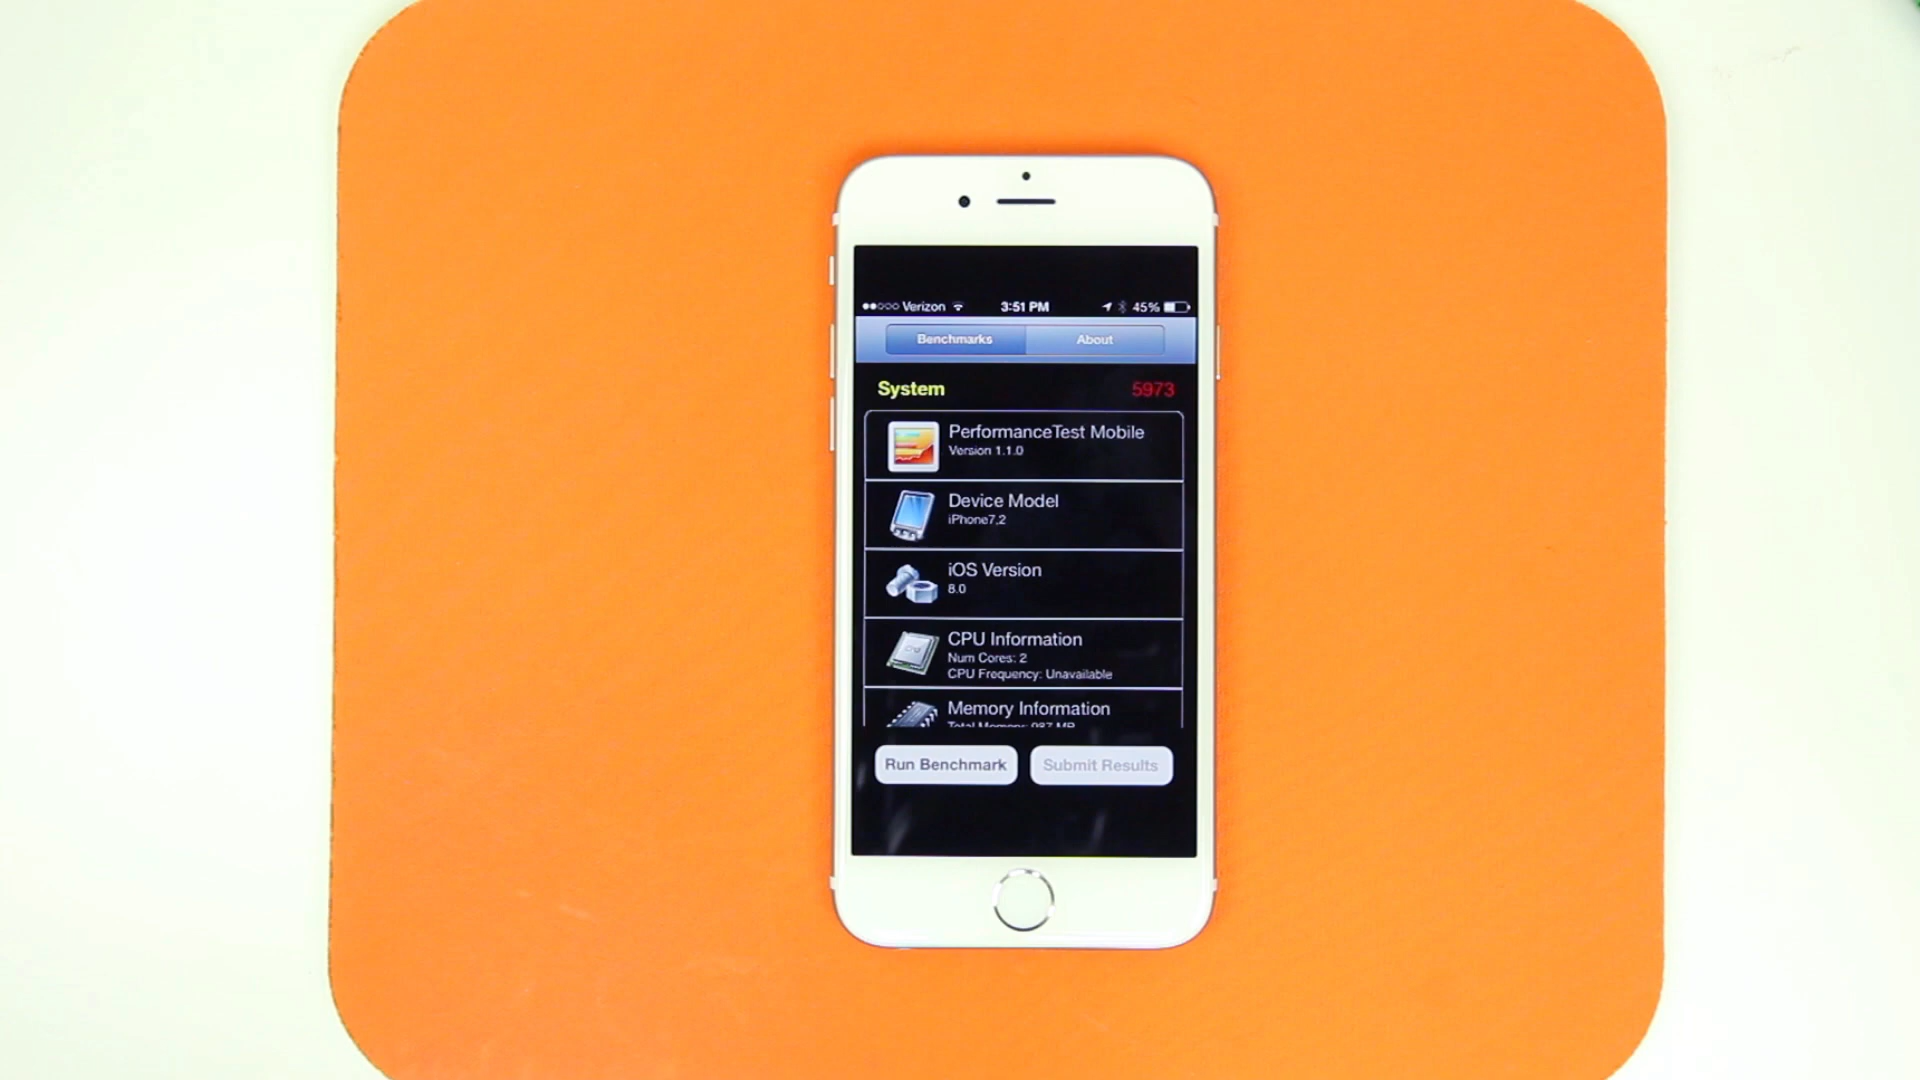 Verizon 3:51 PM 45%
Benchmarks About
System 5973
PerformanceTest Mobile
Version 1.1.0
Device Model
iPhone7,2
iOS Version
8.0
CPU Information
Num Cores: 2
CPU Frequency: Unavailable
Memory Information
Total Memory: 987 MB
Run Benchmark Submit Results